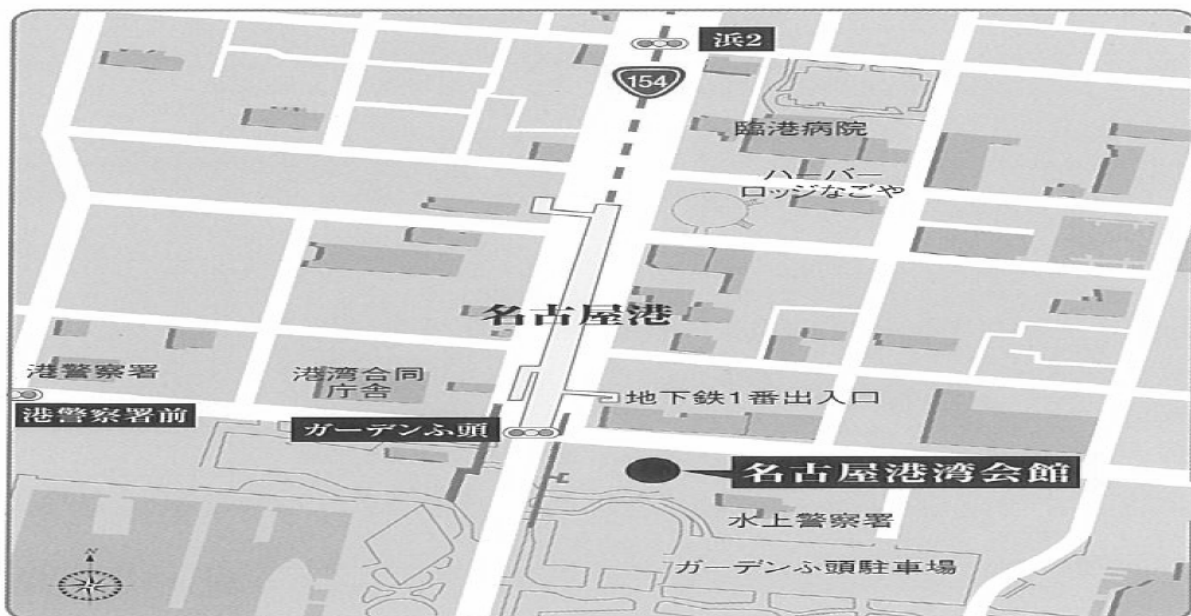 浜2
154
臨港病院
ハーバー
ロッジなごや
名古屋港
港警察署
港湾合同
庁舎
地下鉄1番出入口
港警察署前
ガーデンふ頭
名古屋港湾会館
水上警察署
ガーデンふ頭駐車場
N